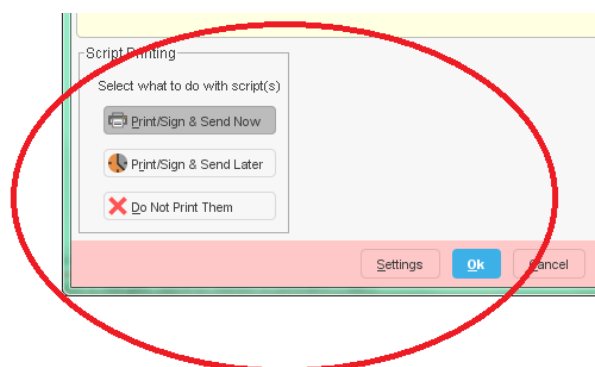 Script Printing
Select what to do with script(s)
Print/Sign & Send Now
Print/Sign & Send Later
Do Not Print Them
Settings Ok Cancel